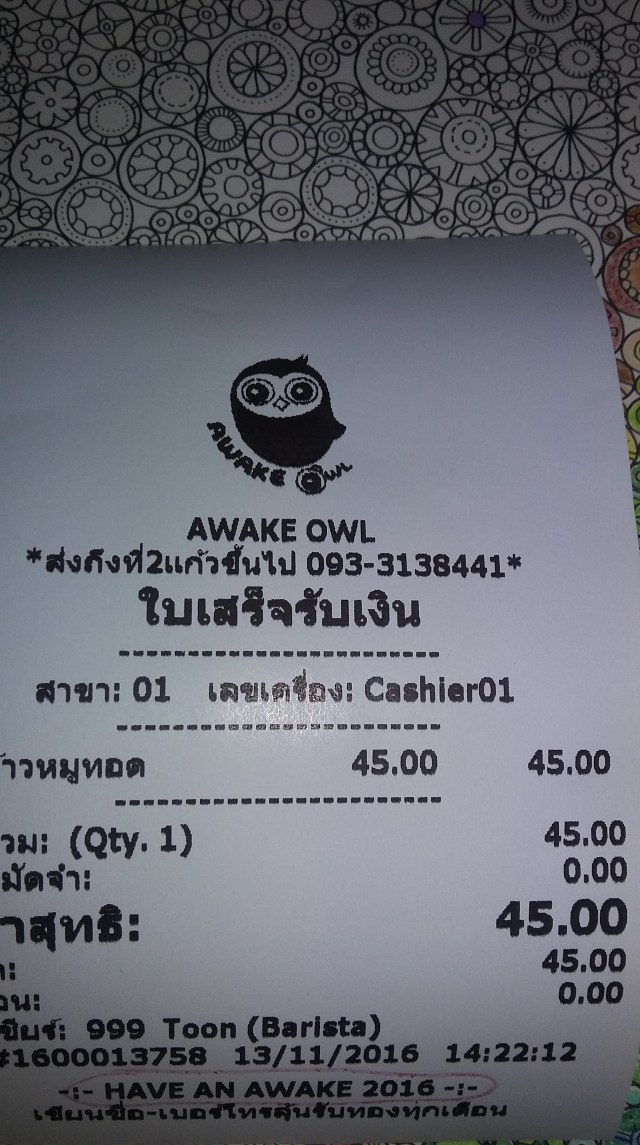 AWAKE OWL
AWAKE OWL
*ส่งถึงที่2แก้วขึ้นไป 093-3138441*
ใบเสร็จรับเงิน
--------------------------
สาขา: 01 เลขเครื่อง: Cashier01
--------------------------
าวหมูทอด 45.00 45.00
--------------------------
วม: (Qty. 1) 45.00
มัดจำ: 0.00
าสุทธิ: 45.00
: 45.00
อน: 0.00
ชียร์: 999 Toon (Barista)
#1600013758 13/11/2016 14:22:12
-:- HAVE AN AWAKE 2016 -:-
เขียนชื่อ-เบอร์โทรลุ้นรับทองทุกเดือน